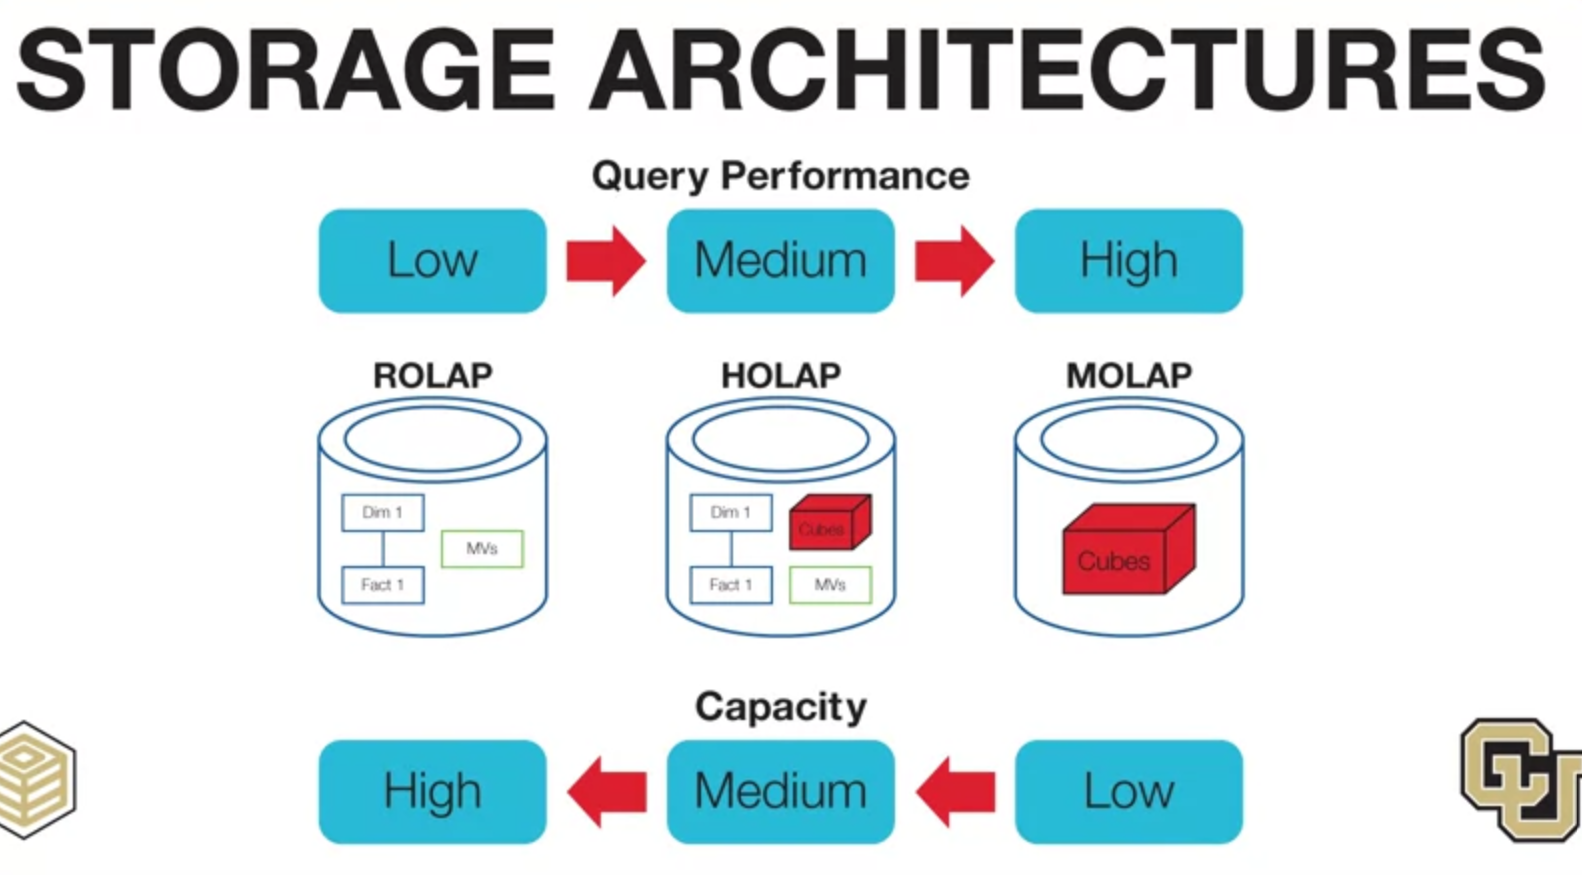 STORAGE ARCHITECTURES
Query Performance
Low
Medium
High
ROLAP
HOLAP
MOLAP
Dim 1
MVs
Fact 1
Dim 1
Cubes
Fact 1
MVs
Cubes
Capacity
High
Medium
Low
CU